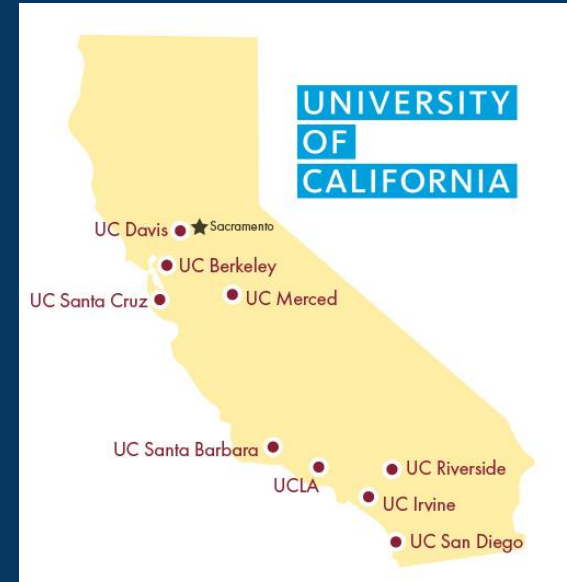 UNIVERSITY
OF
CALIFORNIA
UC Davis
Sacramento
UC Berkeley
UC Santa Cruz
UC Merced
UC Santa Barbara
UCLA
UC Riverside
UC Irvine
UC San Diego